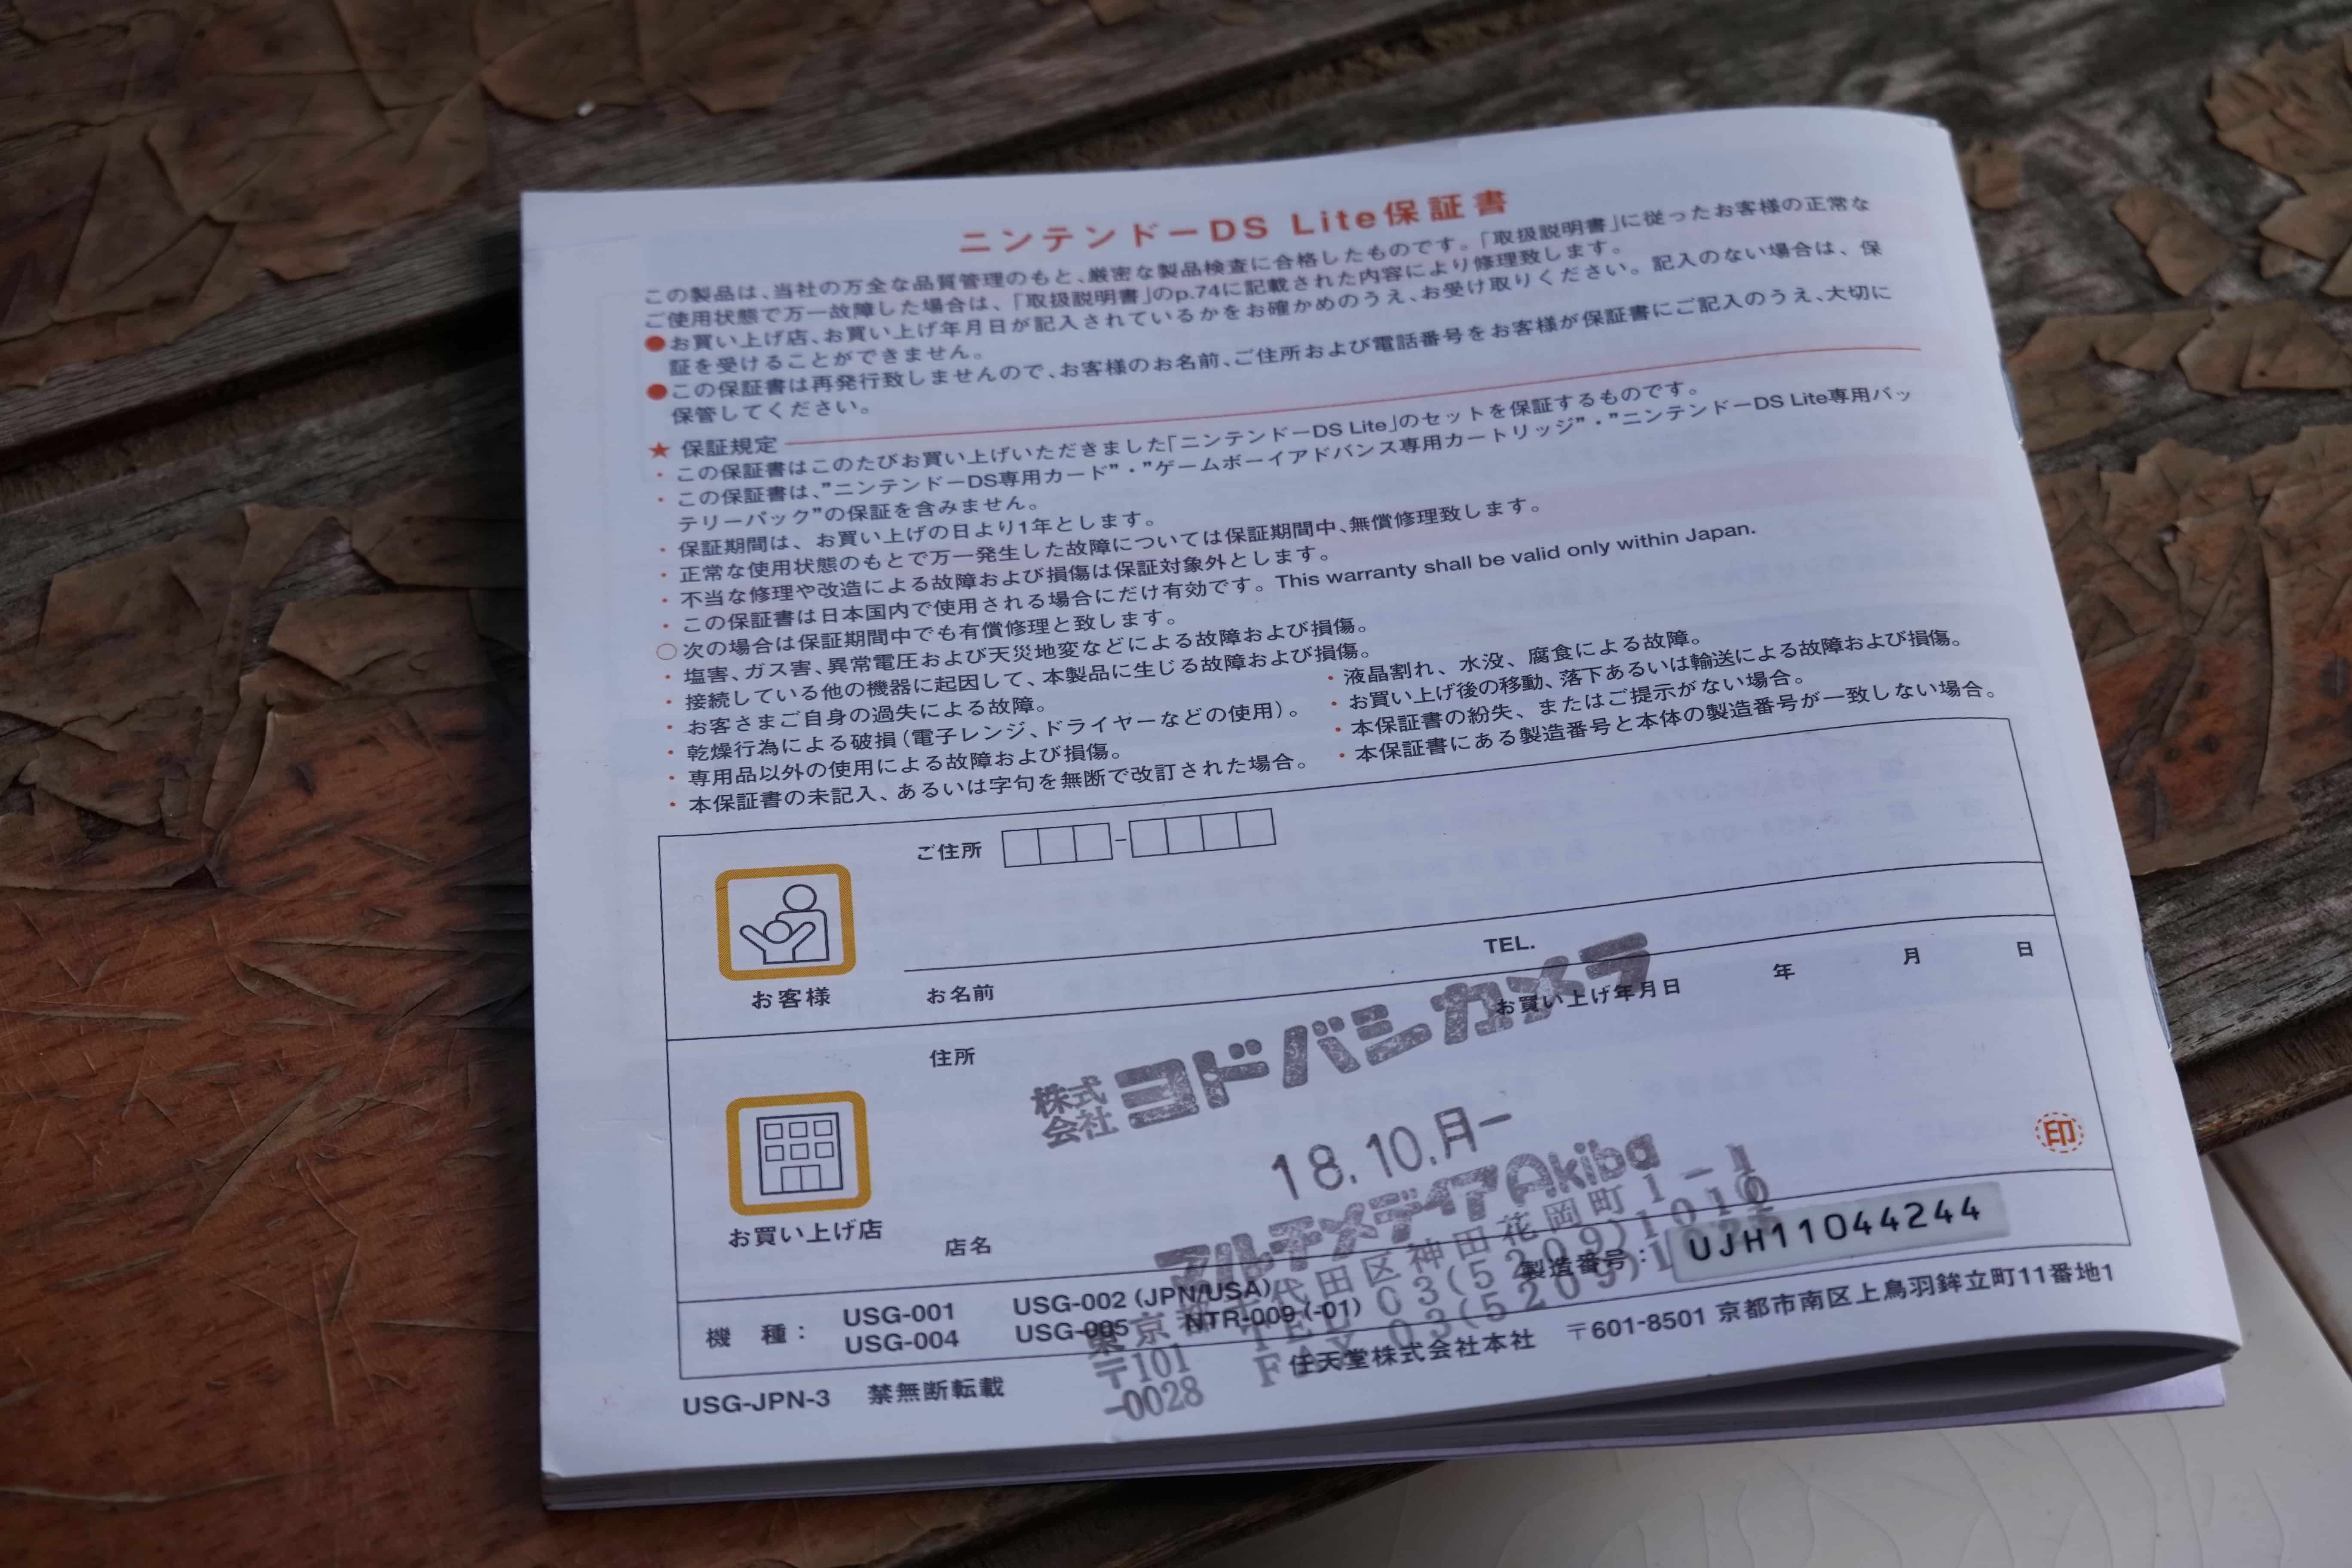 ニンテンドーDS Lite保証書
この製品は、当社の万全な品質管理のもと、厳密な製品検査に合格したものです。「取扱説明書」に従ったお客様の正常な
ご使用状態で万一故障した場合は、「取扱説明書」のp.74に記載された内容により修理致します。
●お買い上げ店、お買い上げ年月日が記入されているかをお確かめのうえ、お受け取りください。記入のない場合は、保
証を受けることができません。
●この保証書は再発行致しませんので、お客様のお名前、ご住所および電話番号をお客様が保証書にご記入のうえ、大切に
保管してください。
★ 保証規定
・この保証書はこのたびお買い上げいただきました「ニンテンドーDS Lite」のセットを保証するものです。
・この保証書は、”ニンテンドーDS専用カード”・”ゲームボーイアドバンス専用カートリッジ”・”ニンテンドーDS Lite専用バッ
テリーパック”の保証を含みません。
・保証期間は、お買い上げの日より1年とします。
・正常な使用状態のもとで万一発生した故障については保証期間中、無償修理致します。
・不当な修理や改造による故障および損傷は保証対象外とします。
・この保証書は日本国内で使用される場合にだけ有効です。This warranty shall be valid only within Japan.
○次の場合は保証期間中でも有償修理と致します。
・塩害、ガス害、異常電圧および天災地変などによる故障および損傷。
・接続している他の機器に起因して、本製品に生じる故障および損傷。
・お客さまご自身の過失による故障。
・乾燥行為による破損(電子レンジ、ドライヤーなどの使用)。
・専用品以外の使用による故障および損傷。
・本保証書の未記入、あるいは字句を無断で改訂された場合。
・液晶割れ、水没、腐食による故障。
・お買い上げ後の移動、落下あるいは輸送による故障および損傷。
・本保証書の紛失、またはご提示がない場合。
・本保証書にある製造番号と本体の製造番号が一致しない場合。
ご住所
お客様
TEL.
お名前
お買い上げ年月日 年 月 日
住所
株式会社 ヨドバシカメラ
18.10.月-
マルチメディアAkiba
東京都千代田区神田花岡町1-1
〒101-0028
TEL 03(5209)1010
FAX 03(5209)
印
お買い上げ店
店名
製造番号: UJH11044244
機 種: USG-001 USG-002 (JPN/USA)
USG-004 USG-005 NTR-009 (-01)
任天堂株式会社本社 〒601-8501 京都市南区上鳥羽鉾立町11番地1
USG-JPN-3 禁無断転載